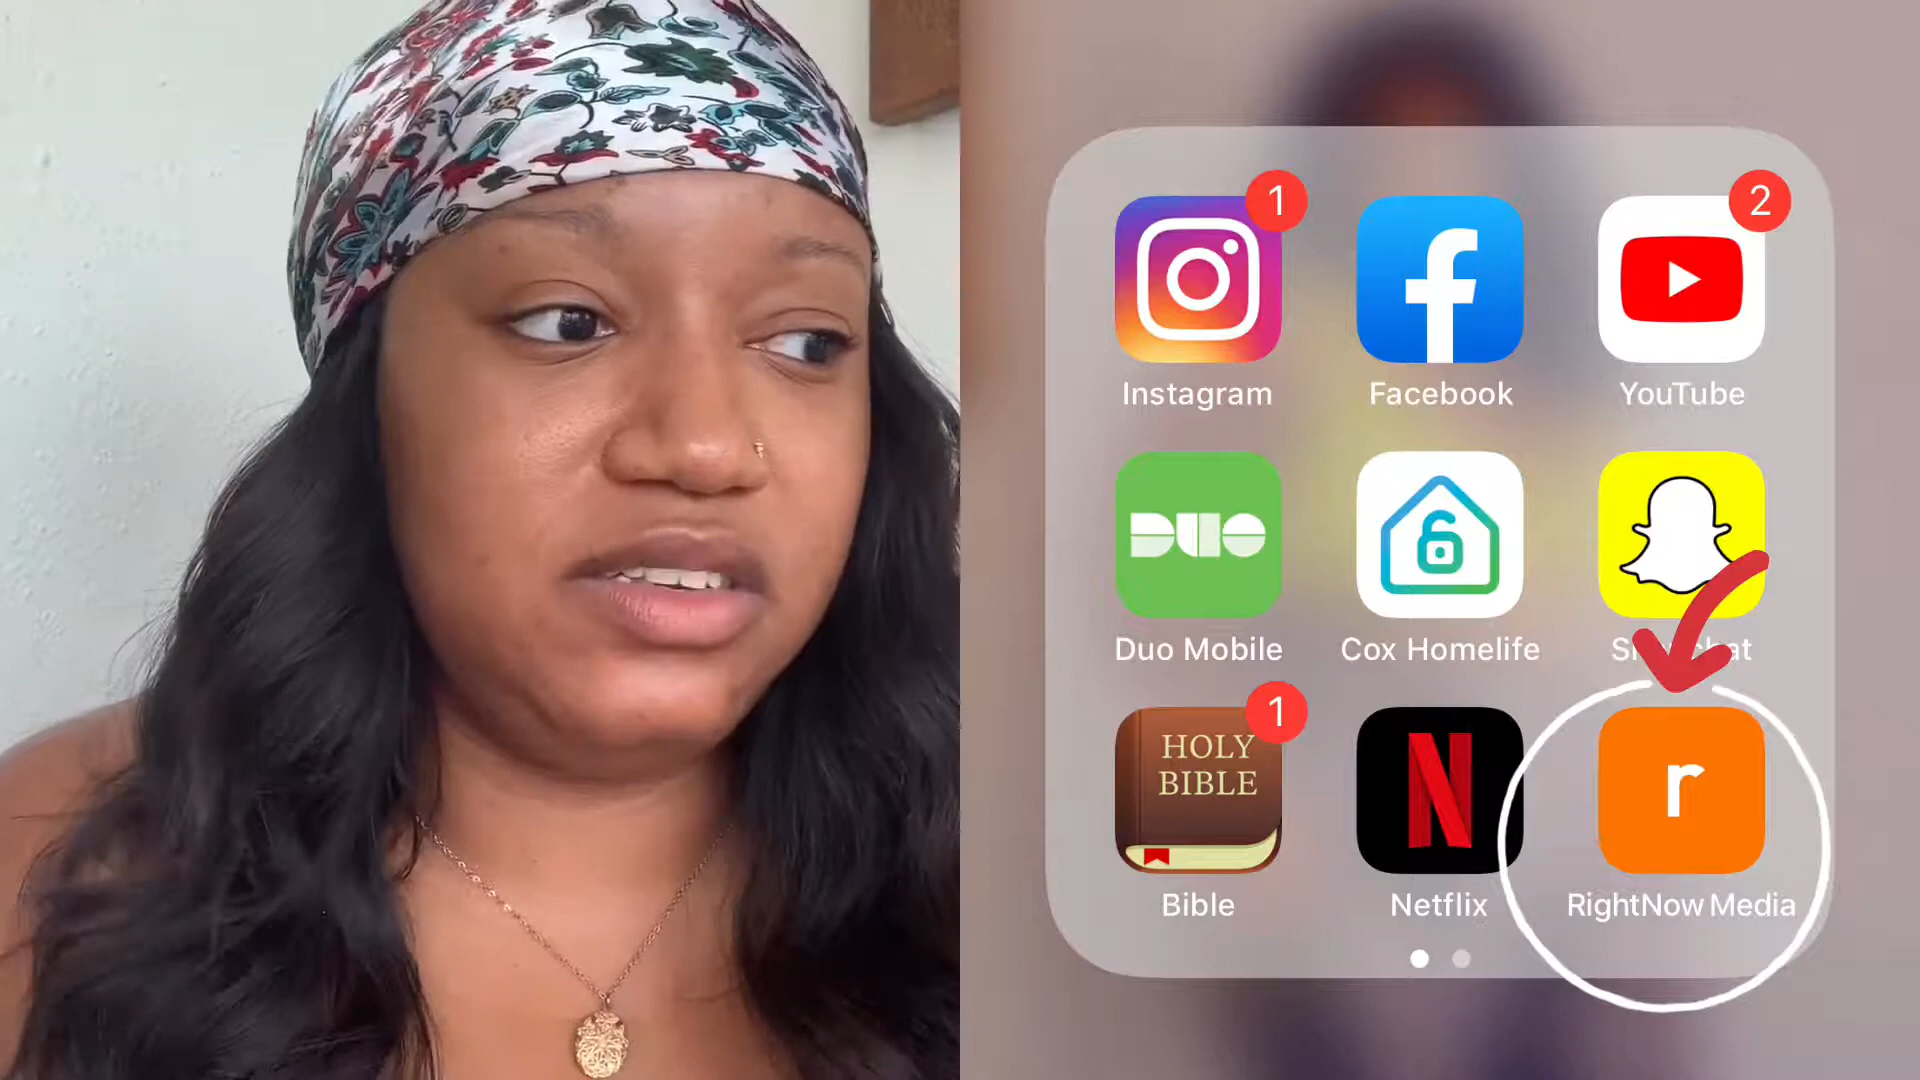 1
2
Instagram
Facebook
YouTube
DUO
Duo Mobile
Cox Homelife
1
HOLY
BIBLE
N
r
Bible
Netflix
RightNow Media